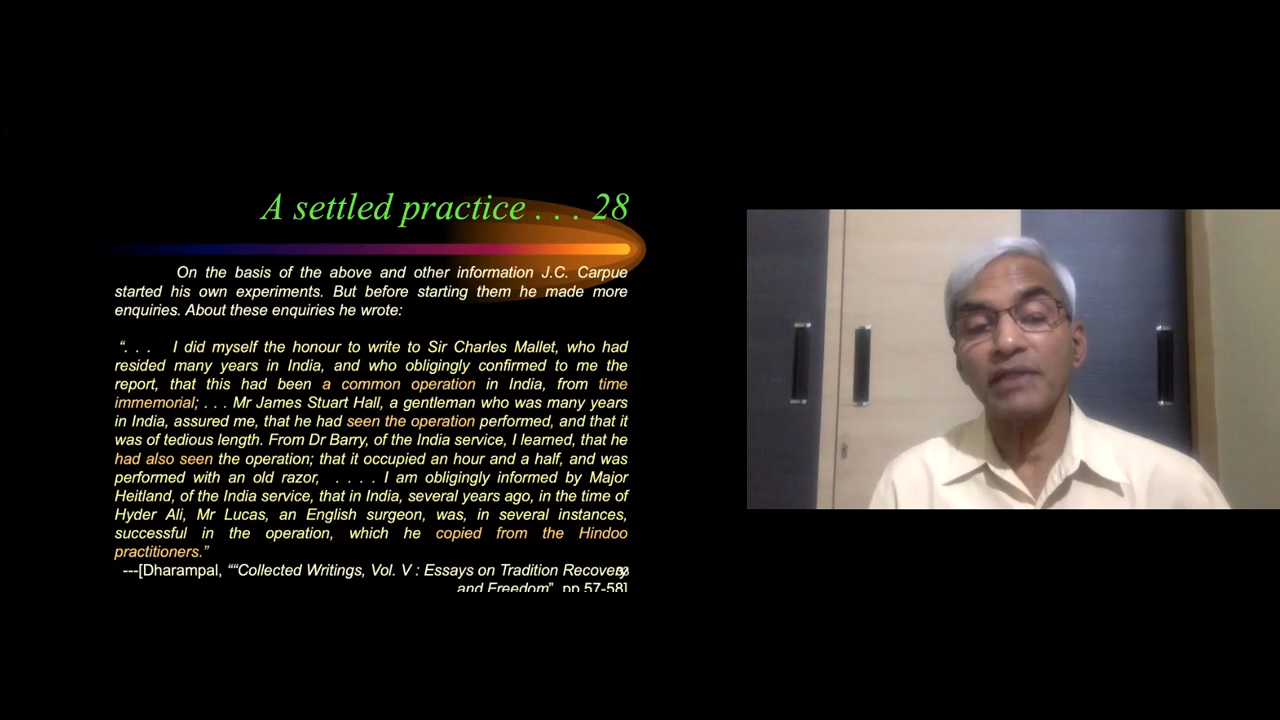 A settled practice . . . 28
On the basis of the above and other information J.C. Carpue
started his own experiments. But before starting them he made more
enquiries. About these enquiries he wrote:
“. . . I did myself the honour to write to Sir Charles Mallet, who had
resided many years in India, and who obligingly confirmed to me the
report, that this had been a common operation in India, from time
immemorial; . . . Mr James Stuart Hall, a gentleman who was many years
in India, assured me, that he had seen the operation performed, and that it
was of tedious length. From Dr Barry, of the India service, I learned, that he
had also seen the operation; that it occupied an hour and a half, and was
performed with an old razor, . . . . I am obligingly informed by Major
Heitland, of the India service, that in India, several years ago, in the time of
Hyder Ali, Mr Lucas, an English surgeon, was, in several instances,
successful in the operation, which he copied from the Hindoo
practitioners.”
---[Dharampal, ““Collected Writings, Vol. V : Essays on Tradition Recovery
and Freedom”, pp.57-58]